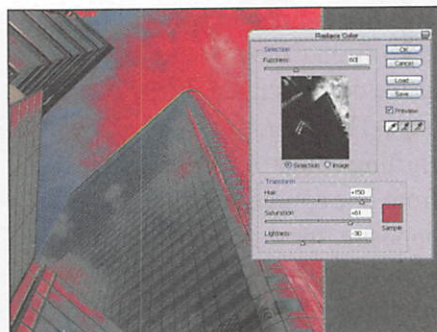 Replace Color
Selection
Fuzziness: 60
OK
Cancel
Load
Save
Preview
Selection Image
Transform
Hue: +150
Saturation: +61
Lightness: -30
Sample